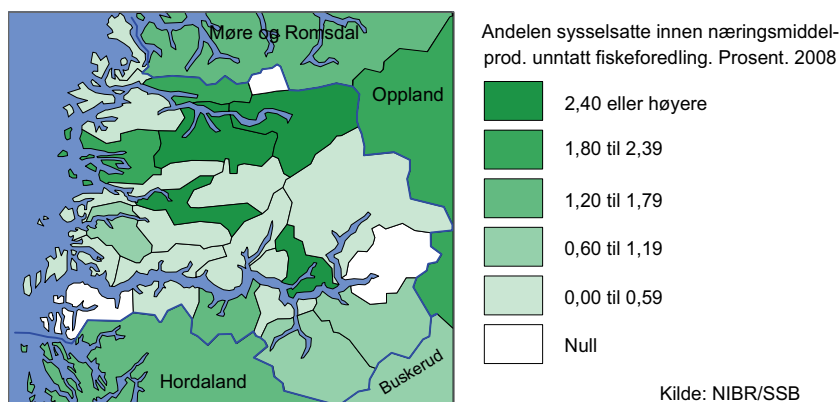 Møre og Romsdal
Oppland
Hordaland
Buskerud
Andelen sysselsatte innen næringsmiddel-
prod. unntatt fiskeforedling. Prosent. 2008
2,40 eller høyere
1,80 til 2,39
1,20 til 1,79
0,60 til 1,19
0,00 til 0,59
Null
Kilde: NIBR/SSB